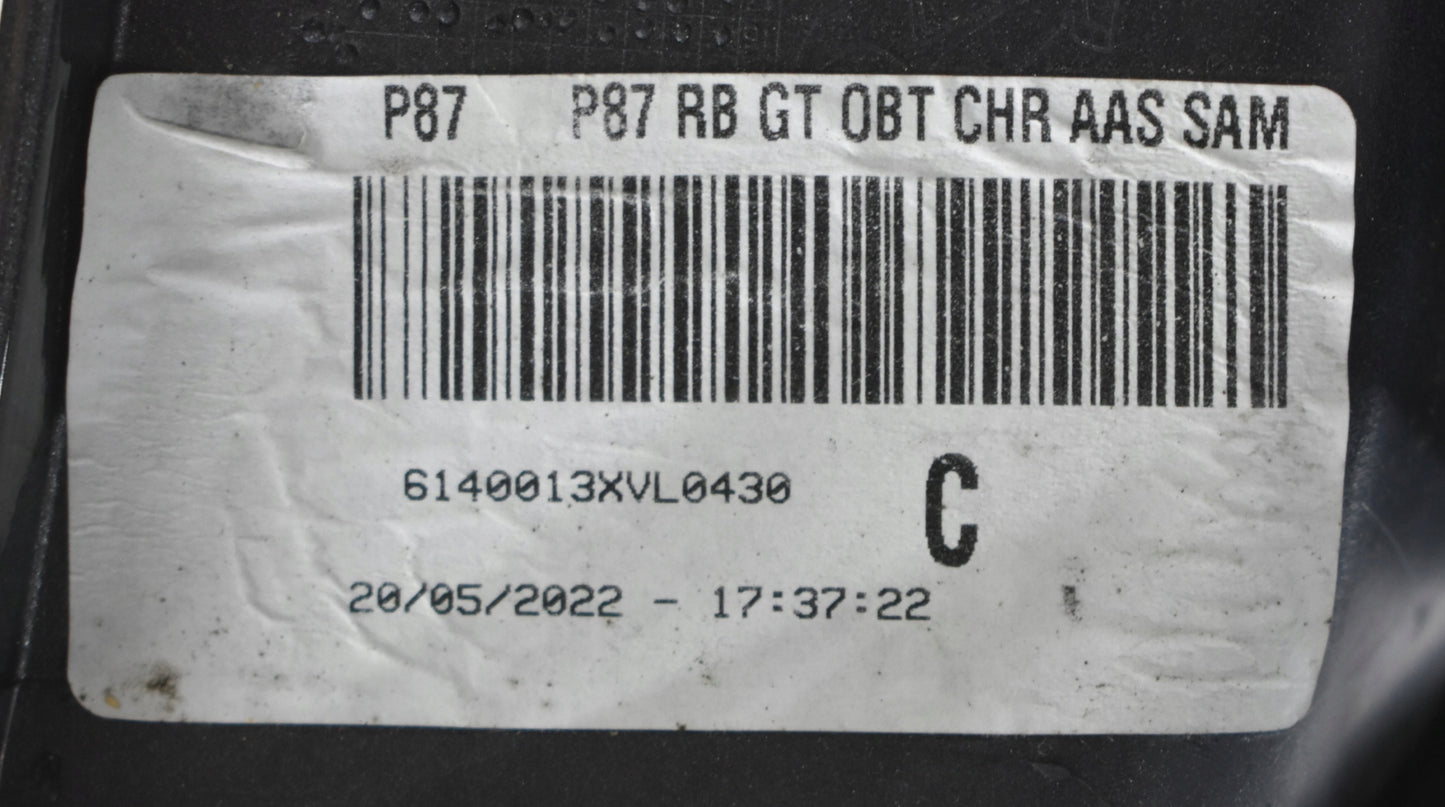 P87 P87 RB GT OBT CHR AAS SAM
6140013XVL0430
C
20/05/2022 - 17:37:22